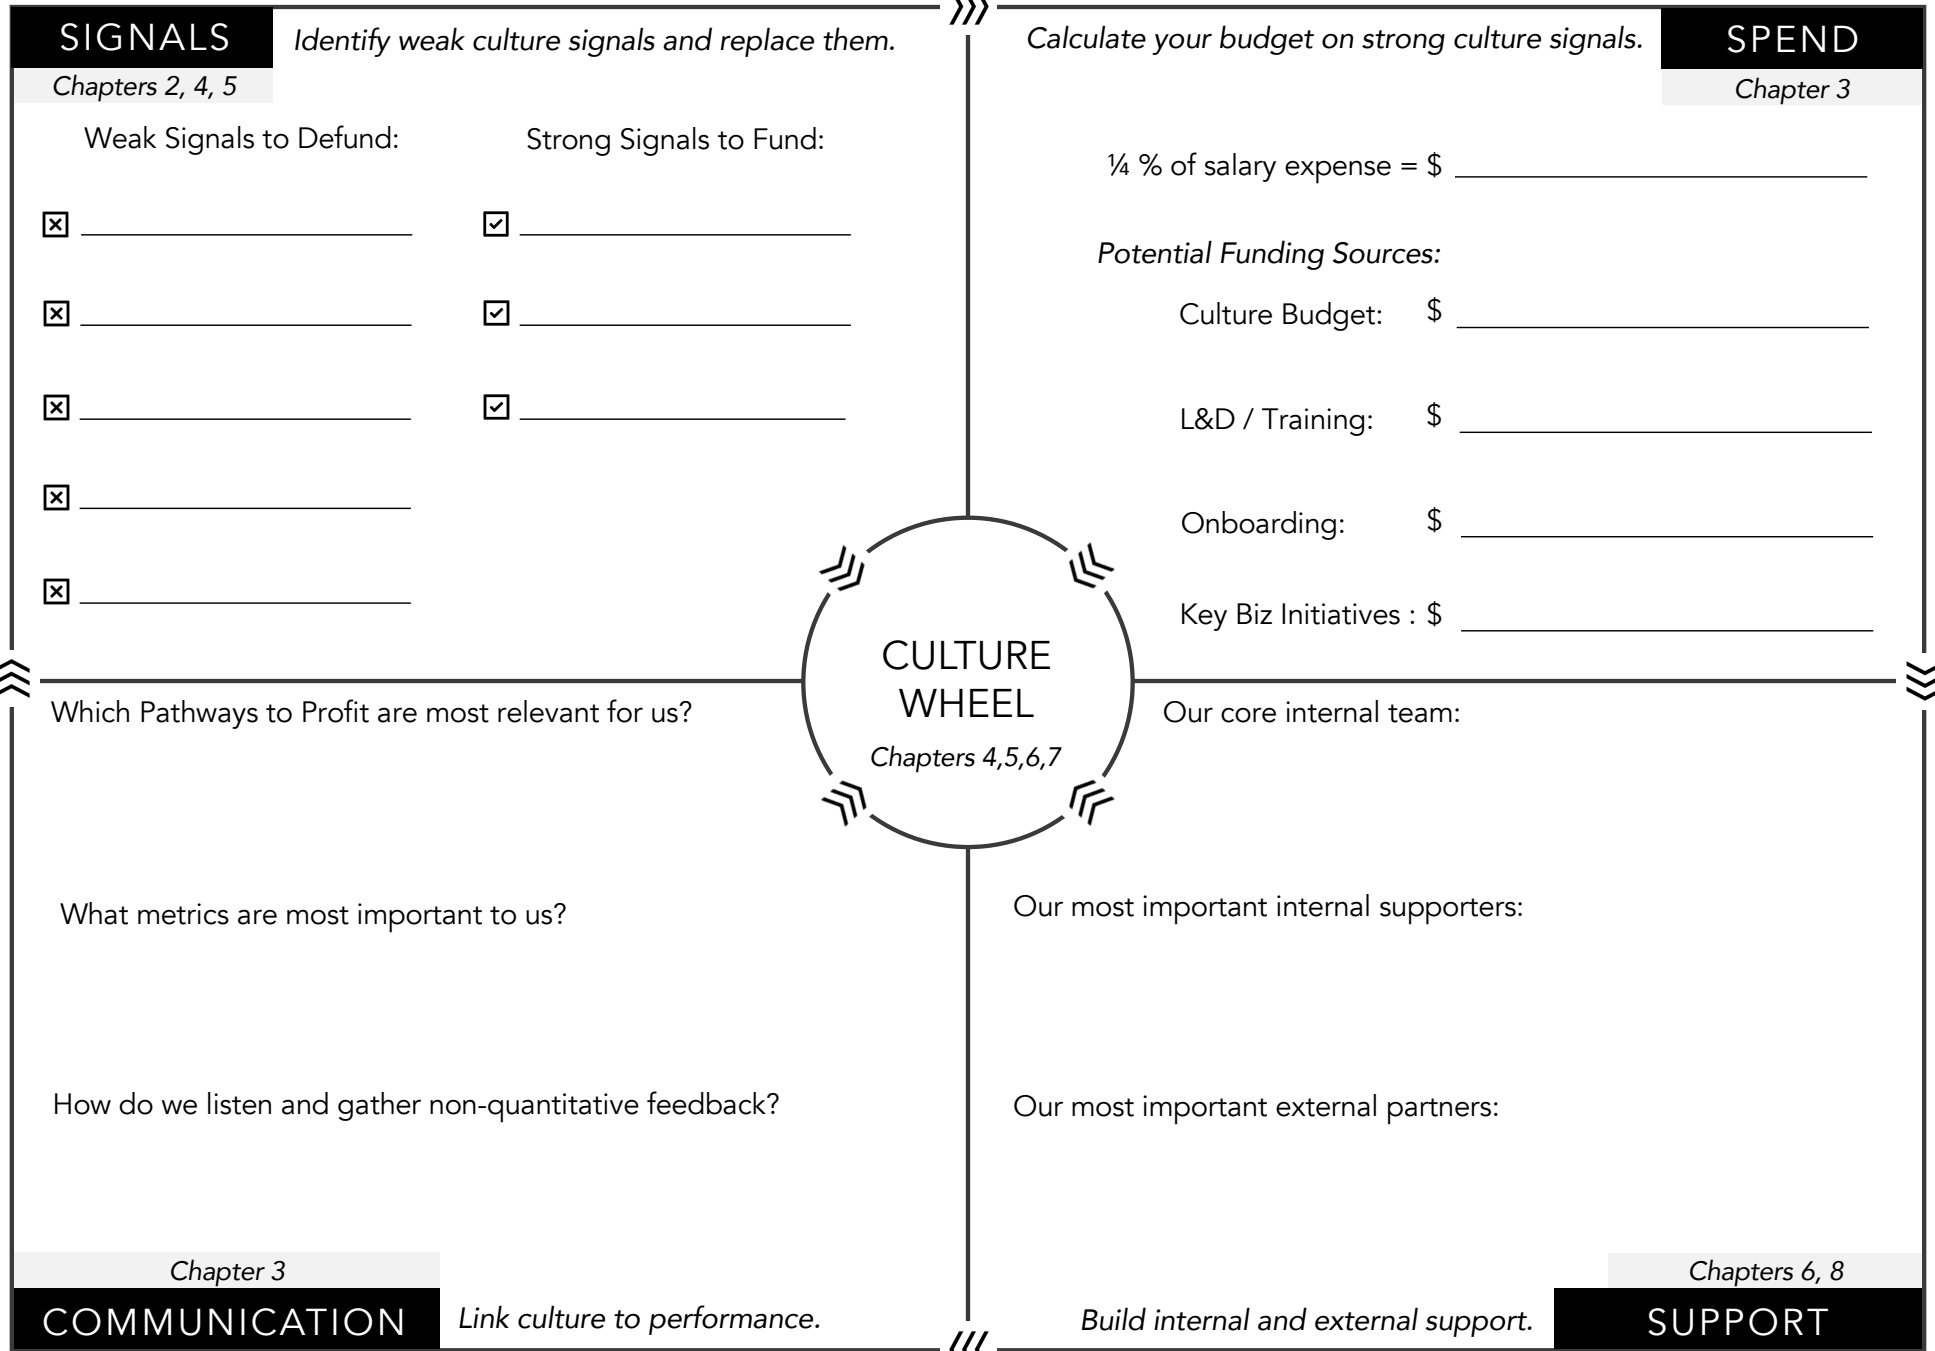 SIGNALS
Identify weak culture signals and replace them.
Chapters 2, 4, 5
Weak Signals to Defund:
Strong Signals to Fund:
Calculate your budget on strong culture signals.
SPEND
Chapter 3
¼ % of salary expense = $
Potential Funding Sources:
Culture Budget: $
L&D / Training: $
Onboarding: $
Key Biz Initiatives : $
CULTURE
WHEEL
Chapters 4,5,6,7
Which Pathways to Profit are most relevant for us?
What metrics are most important to us?
How do we listen and gather non-quantitative feedback?
Chapter 3
COMMUNICATION
Link culture to performance.
Our core internal team:
Our most important internal supporters:
Our most important external partners:
Chapters 6, 8
Build internal and external support.
SUPPORT